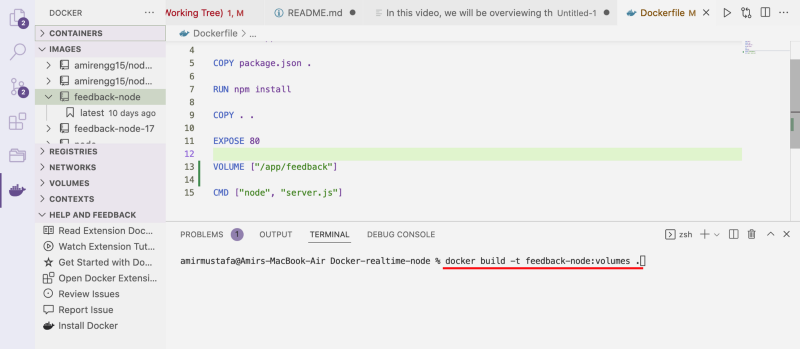 DOCKER
Working Tree) 1, M
README.md
In this video, we will be overviewing th Untitled-1
Dockerfile M
CONTAINERS
IMAGES
amirengg15/nod...
amirengg15/nod...
feedback-node
latest 10 days ago
feedback-node-17
node
REGISTRIES
NETWORKS
VOLUMES
CONTEXTS
HELP AND FEEDBACK
Read Extension Doc...
Watch Extension Tut...
Get Started with Do...
Open Docker Extensi...
Review Issues
Report Issue
Install Docker
2
2
Dockerfile > ...
4
5 COPY package.json .
6
7 RUN npm install
8
9 COPY . .
10
11 EXPOSE 80
12
13 VOLUME ["/app/feedback"]
14
15 CMD ["node", "server.js"]
PROBLEMS 1 OUTPUT TERMINAL DEBUG CONSOLE
zsh
amirmustafa@Amirs-MacBook-Air Docker-realtime-node % docker build -t feedback-node:volumes .